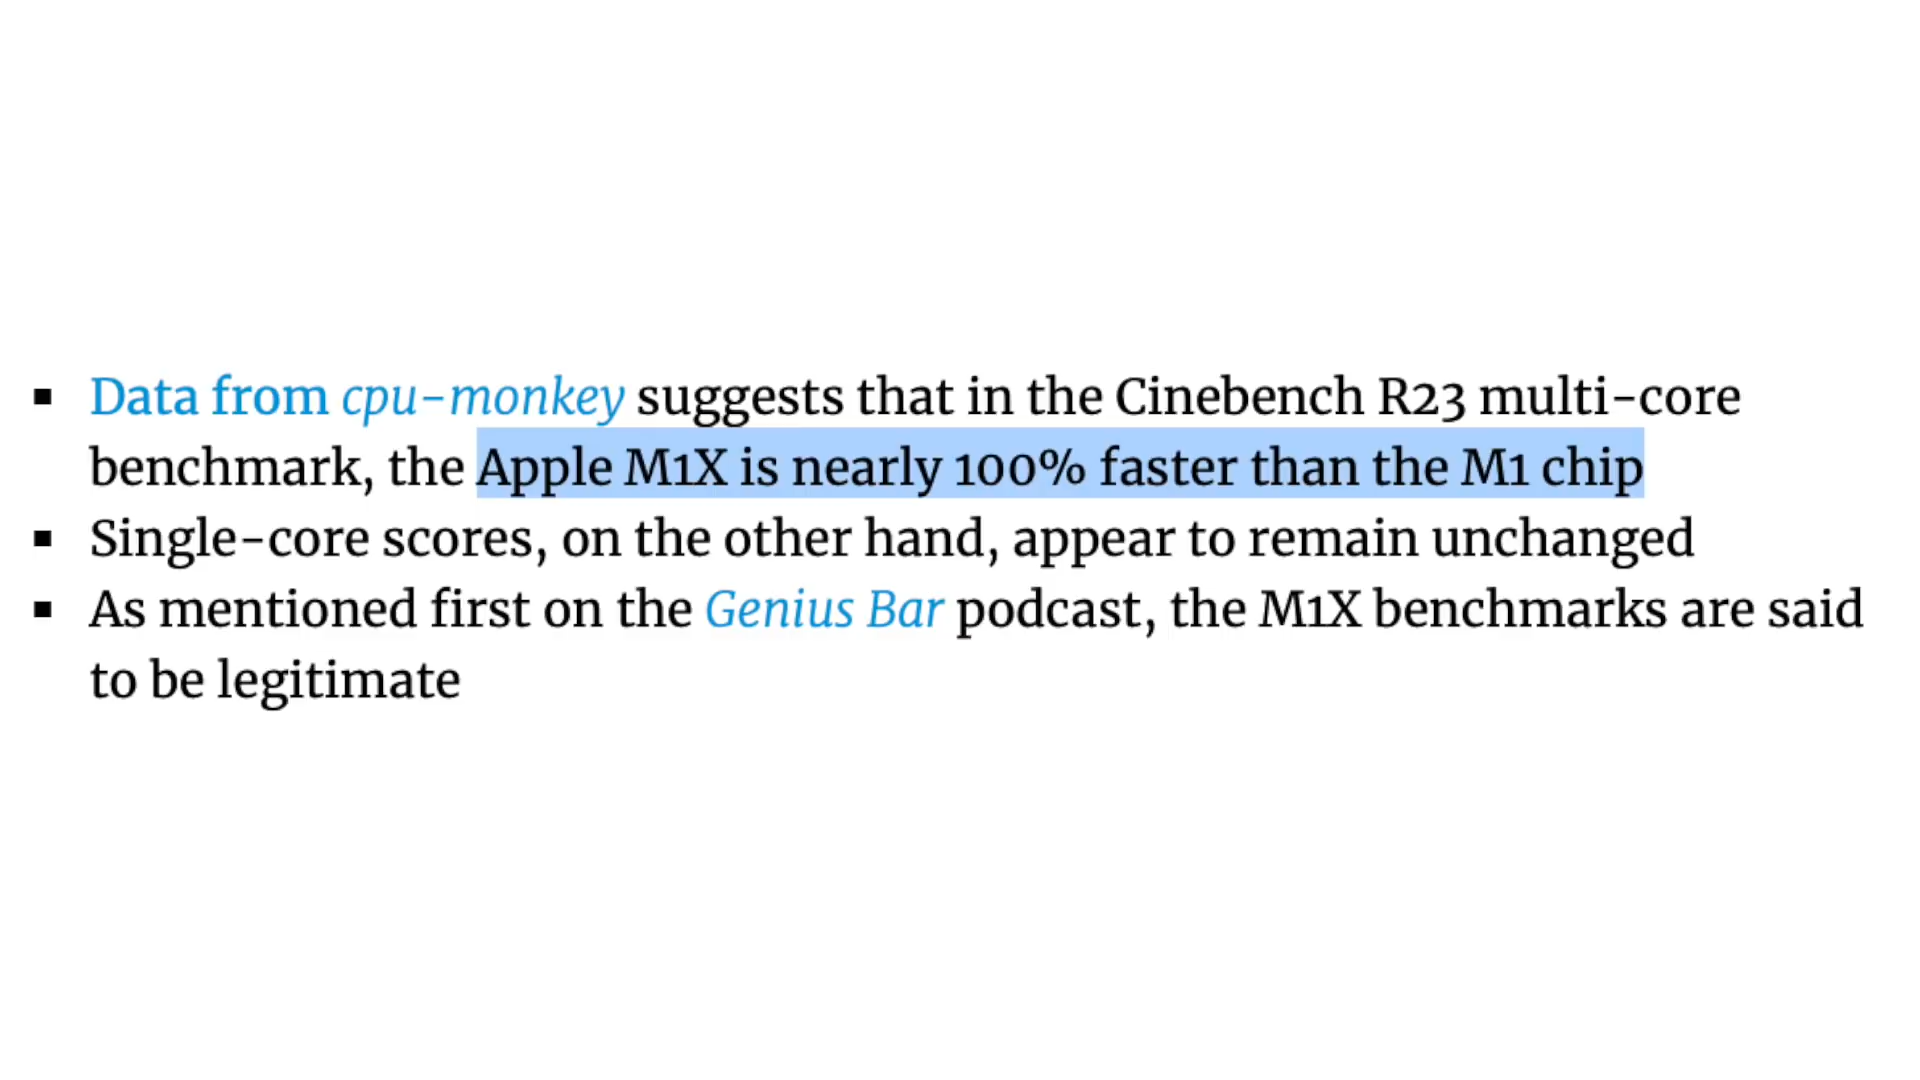 ▪ Data from cpu-monkey suggests that in the Cinebench R23 multi-core
benchmark, the Apple M1X is nearly 100% faster than the M1 chip
▪ Single-core scores, on the other hand, appear to remain unchanged
▪ As mentioned first on the Genius Bar podcast, the M1X benchmarks are said
to be legitimate